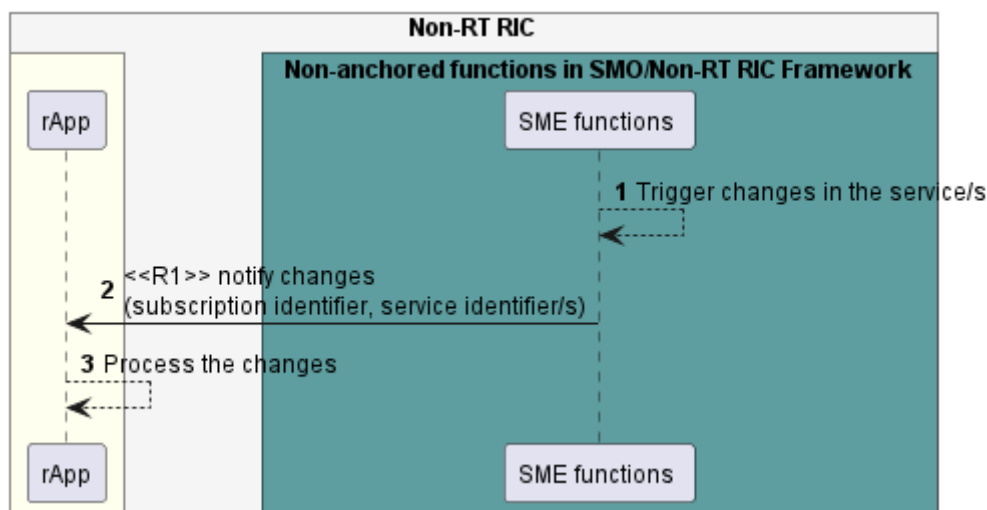 Non-RT RIC
Non-anchored functions in SMO/Non-RT RIC Framework
rApp
SME functions
1 Trigger changes in the service/s
2 <<R1>> notify changes
(subscription identifier, service identifier/s)
3 Process the changes
rApp
SME functions